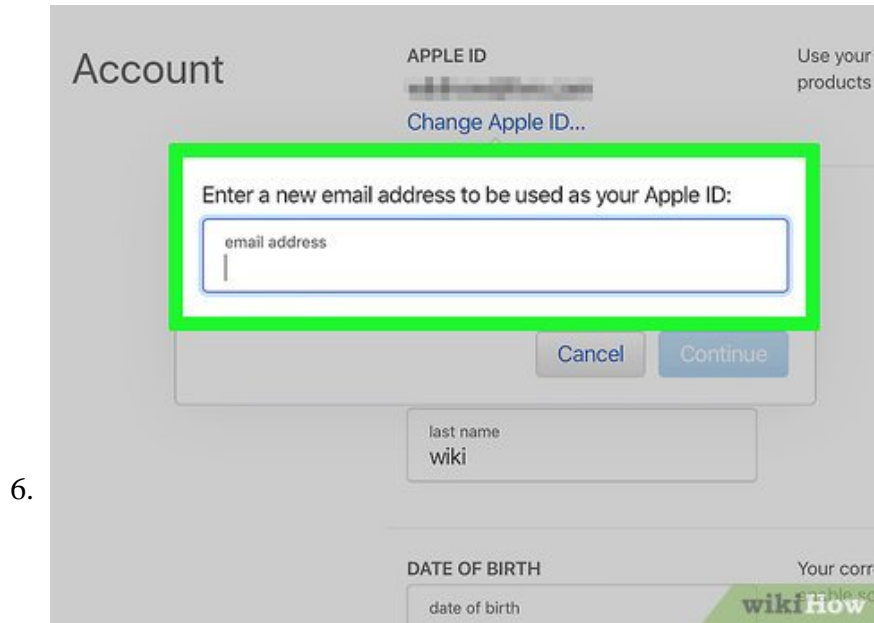 Account
APPLE ID
Change Apple ID...
Use your
products
Enter a new email address to be used as your Apple ID:
email address
Cancel
Continue
last name
wiki
6.
DATE OF BIRTH
date of birth
Your corr
wikiHow